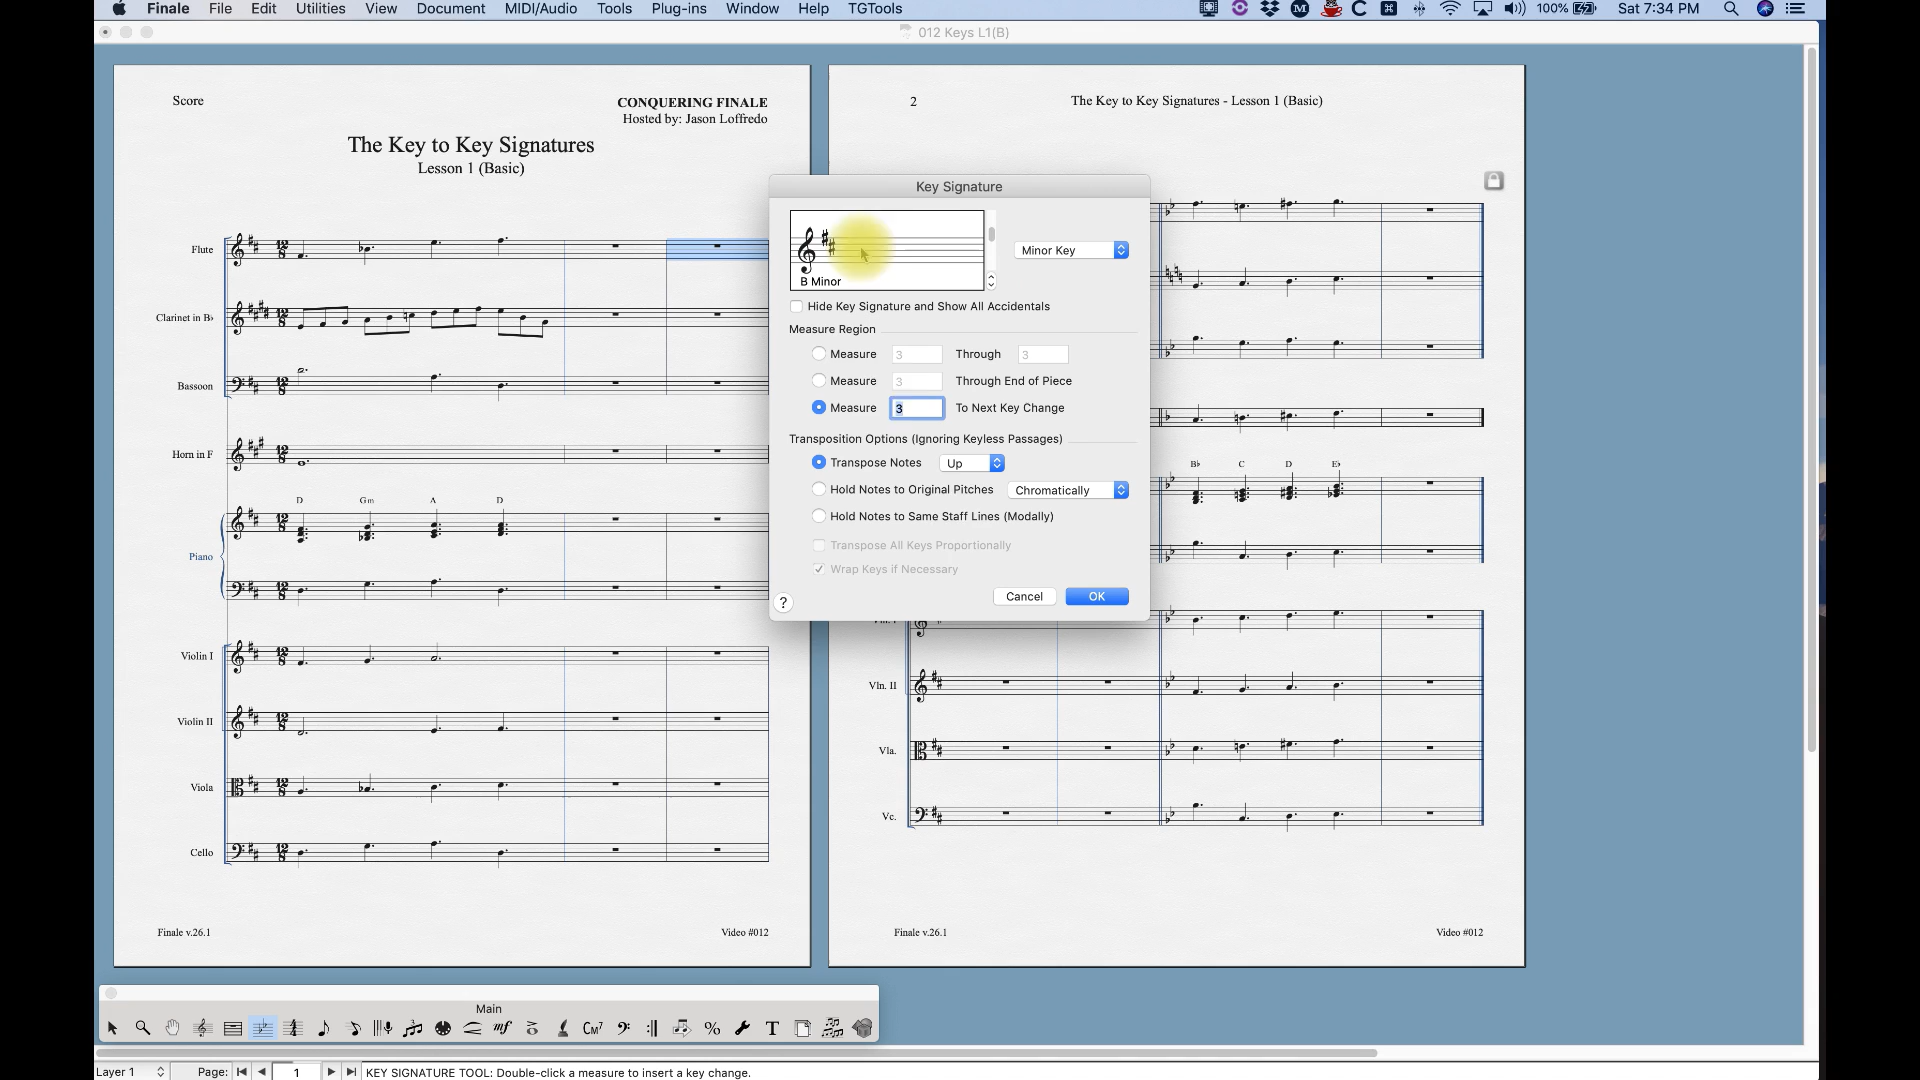 Finale File Edit Utilities View Document MIDI/Audio Tools Plug-ins Window Help TGTools 100% Sat 7:34 PM
012 Keys L1(B)
Score
CONQUERING FINALE
Hosted by: Jason Loffredo
The Key to Key Signatures
Lesson 1 (Basic)
Flute
Clarinet in B♭
Bassoon
Horn in F
D Gm A D
Piano
Violin I
Violin II
Viola
Cello
Finale v.26.1
Video #012
2
The Key to Key Signatures - Lesson 1 (Basic)
B♭ C D E♭
Vln. II
Vla.
Vc.
Finale v.26.1
Video #012
Key Signature
B Minor
Minor Key
Hide Key Signature and Show All Accidentals
Measure Region
Measure 3 Through 3
Measure 3 Through End of Piece
Measure 3 To Next Key Change
Transposition Options (Ignoring Keyless Passages)
Transpose Notes Up
Hold Notes to Original Pitches Chromatically
Hold Notes to Same Staff Lines (Modally)
Transpose All Keys Proportionally
Wrap Keys if Necessary
? Cancel OK
Main
Layer 1 Page: 1 KEY SIGNATURE TOOL: Double-click a measure to insert a key change.